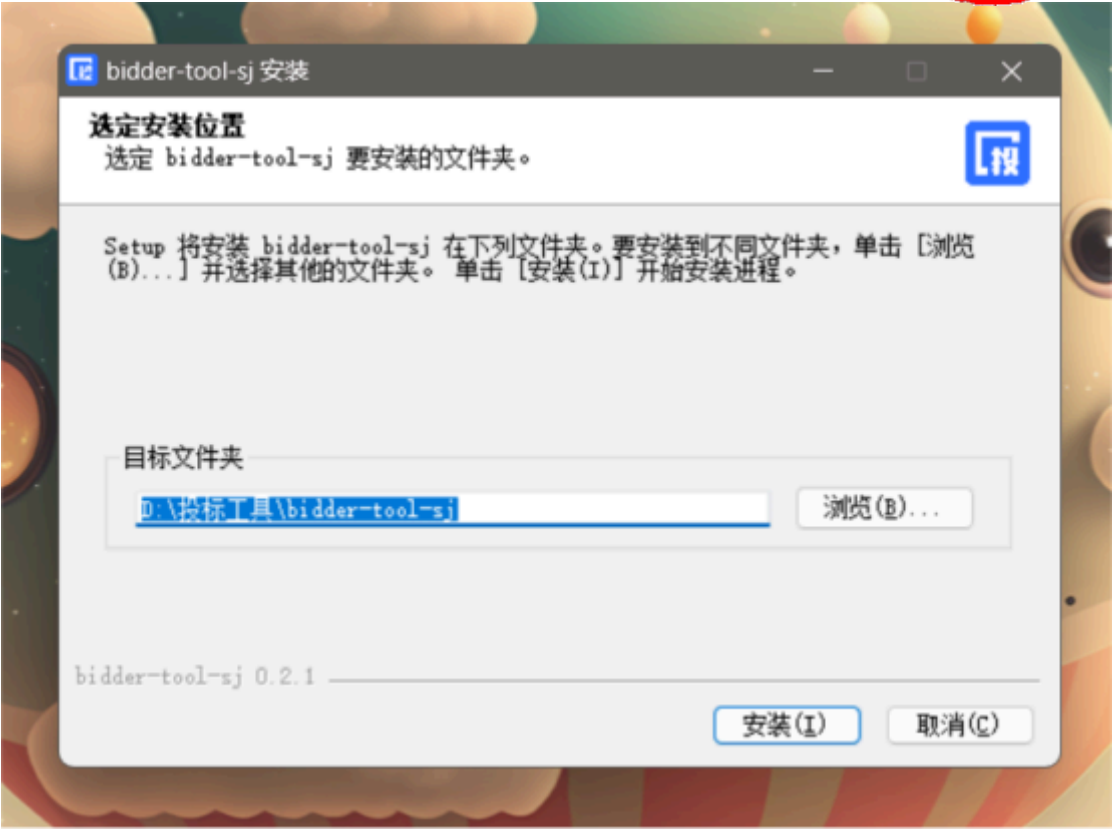 bidder-tool-sj 安装
选定安装位置
选定 bidder-tool-sj 要安装的文件夹。
投
Setup 将安装 bidder-tool-sj 在下列文件夹。要安装到不同文件夹，单击 [浏览
(B)...] 并选择其他的文件夹。 单击 [安装(I)] 开始安装进程。
目标文件夹
D:\投标工具\bidder-tool-sj
浏览(B)...
bidder-tool-sj 0.2.1
安装(I)
取消(C)